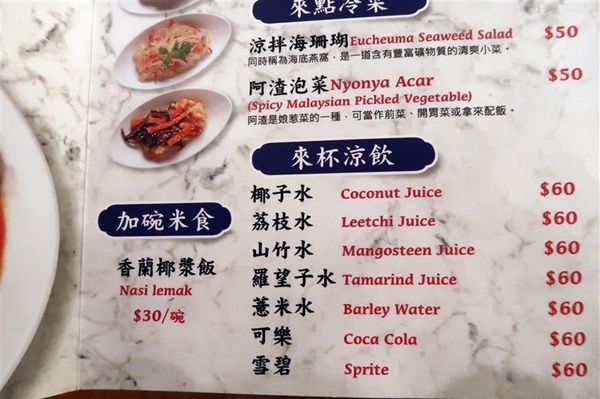 來點冷菜
涼拌海珊瑚 Eucheuma Seaweed Salad $50
同時稱為海底燕窩，是一道含有豐富礦物質的清爽小菜。
阿渣泡菜 Nyonya Acar $50
(Spicy Malaysian Pickled Vegetable)
阿渣是娘惹菜的一種，可當作前菜、開胃菜或拿來配飯。
來杯涼飲
椰子水 Coconut Juice $60
荔枝水 Leetchi Juice $60
山竹水 Mangosteen Juice $60
羅望子水 Tamarind Juice $60
薏米水 Barley Water $60
可樂 Coca Cola $60
雪碧 Sprite $60
加碗米食
香蘭椰漿飯
Nasi lemak
$30/碗